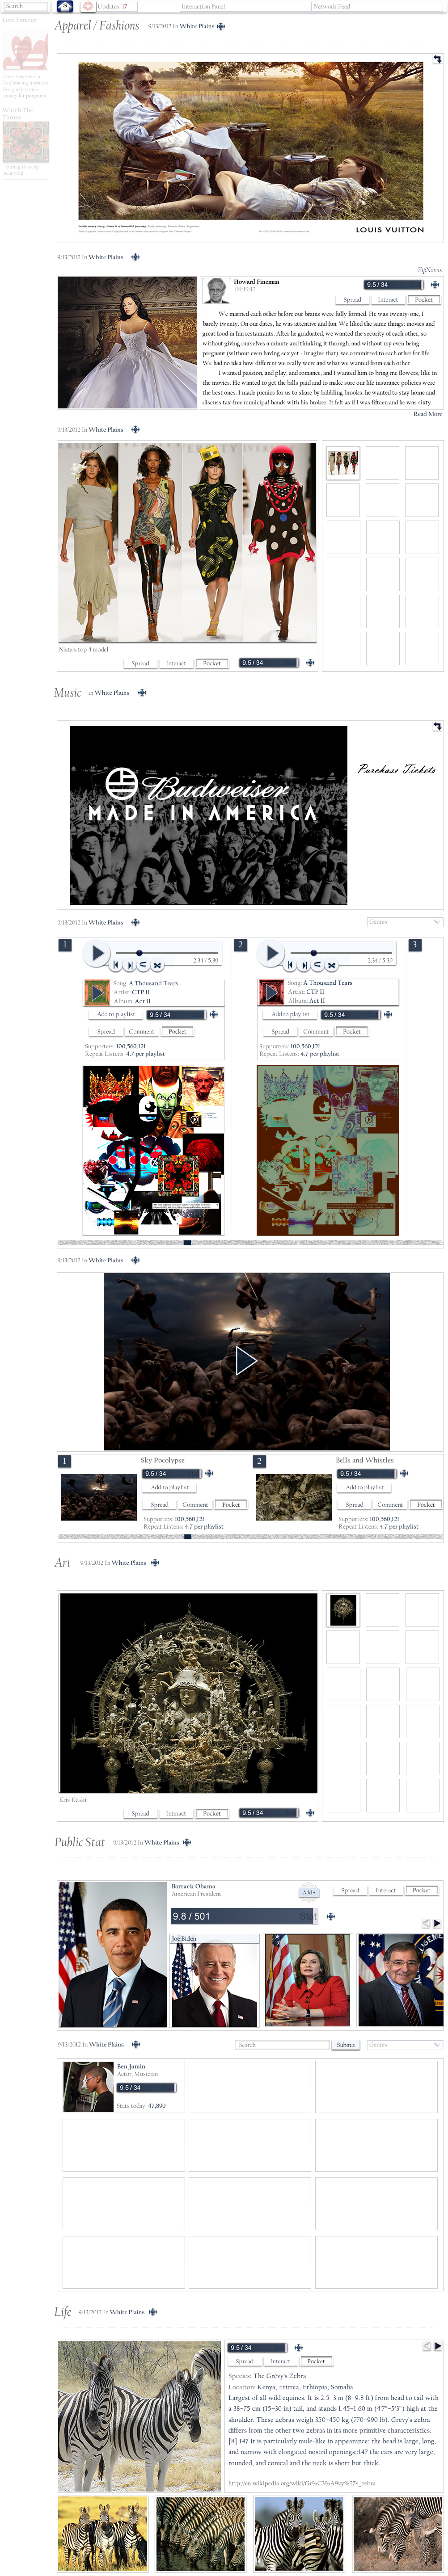 Search
Updates: 17
Interaction Panel
Network Feed
Love Forever
Love Forever is a
fund raising initiative
designed to raise
money for programs.
Watch The
Throne
Apparel / Fashions 9/13/2012 In White Plains
LOUIS VUITTON
9/13/2012 In White Plains
ZipNovus
Howard Fineman
09/19/12
9.5 / 34
Spread Interact Pocket
We married each other before our brains were fully formed. He was twenty-one, I
barely twenty. On our dates, he was attentive and fun. We liked the same things: movies and
great food in fun restaurants. After he graduated, we wanted the security of each other, so
without giving ourselves a minute and thinking it through, and without my even being
pregnant (without even having sex yet - imagine that), we committed to each other for life.
We had no idea how different we really were and what we wanted from each other.
I wanted passion, and play, and romance, and I wanted him to bring me flowers, like in
the movies. He wanted to get the bills paid and to make sure our life insurance policies were
the best ones. I made picnics for us to share by bubbling brooks; he wanted to stay home and
discuss tax free municipal bonds with his broker. It felt as if I was fifteen and he was sixty.
Read More
9/13/2012 In White Plains
Nista's top 4 model
Spread Interact Pocket 9.5 / 34
Music in White Plains
Budweiser
MADE IN AMERICA
Purchase Tickets
9/13/2012 In White Plains
Genres
1
2:34 / 5:39
Song: A Thousand Tears
Artist: CTP II
Album: Act II
Add to playlist 9.5 / 34
Spread Comment Pocket
Supporters: 100,560,121
Repeat Listens: 4.7 per playlist
2
2:34 / 5:39
Song: A Thousand Tears
Artist: CTP II
Album: Act II
Add to playlist 9.5 / 34
Spread Comment Pocket
Supporters: 100,560,121
Repeat Listens: 4.7 per playlist
3
9/13/2012 In White Plains
1
Sky Pocolypse
9.5 / 34
Add to playlist
Spread Comment Pocket
Supporters: 100,560,121
Repeat Listens: 4.7 per playlist
2
Bells and Whistles
9.5 / 34
Add to playlist
Spread Comment Pocket
Supporters: 100,560,121
Repeat Listens: 4.7 per playlist
Art 9/13/2012 In White Plains
Kris Kuski
Spread Interact Pocket 9.5 / 34
Public Stat 9/13/2012 In White Plains
Barack Obama
American President
Add +
Spread Interact Pocket
9.8 / 501 Stat
Joe Biden
9/13/2012 In White Plains
Search
Submit
Genres
Ben Jamin
Actor, Musician
9.5 / 34
Stats today: 47,890
Life 9/13/2012 In White Plains
9.5 / 34
Spread Interact Pocket
Species: The Grévy's Zebra
Location: Kenya, Eritrea, Ethiopia, Somalia
Largest of all wild equines. It is 2.5–3 m (8–9.8 ft) from head to tail with
a 38–75 cm (15–30 in) tail, and stands 1.45–1.60 m (4'7"–5'3") high at the
shoulder. These zebras weigh 350–450 kg (770–990 lb). Grévy's zebra
differs from the other two zebras in its more primitive characteristics.
[8]:147 It is particularly mule-like in appearance; the head is large, long,
and narrow with elongated nostril openings;:147 the ears are very large,
rounded, and conical and the neck is short but thick.
http://en.wikipedia.org/wiki/Gr%C3%A9vy%27s_zebra